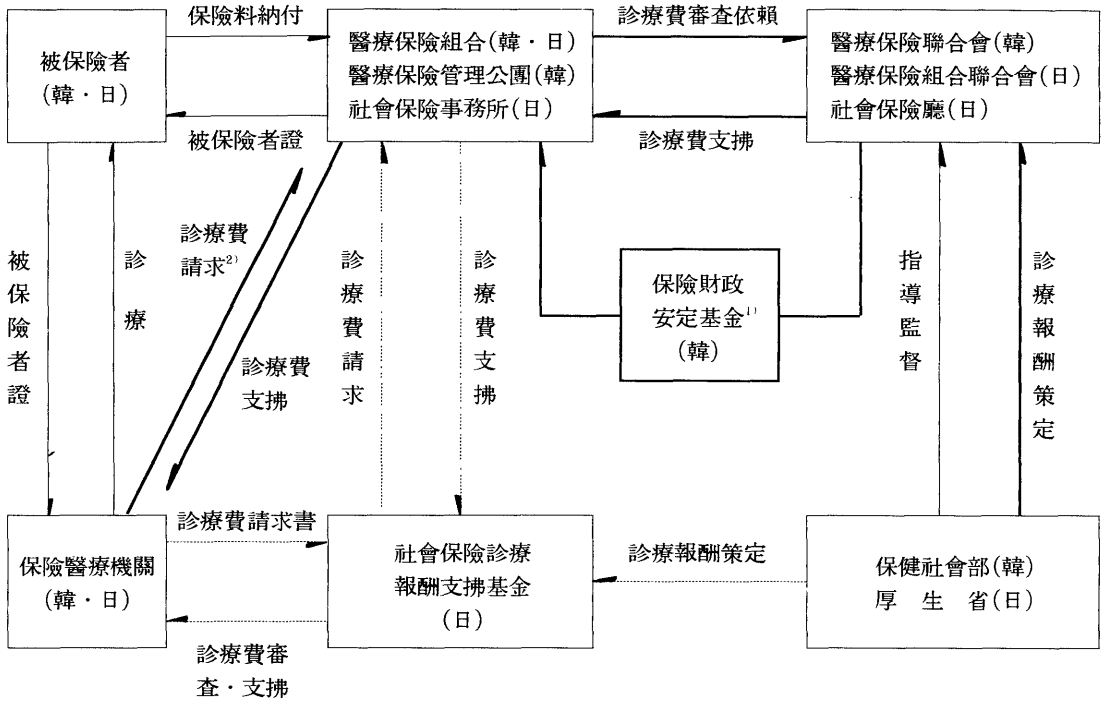 保險料納付
診療費審査依賴
被保險者
(韓・日)
醫療保險組合(韓・日)
醫療保險管理公團(韓)
社會保險事務所(日)
醫療保險聯合會(韓)
醫療保險組合聯合會(日)
社會保險廳(日)
被保險者證
診療費支拂
被保險者證
診療
診療費
請求²⁾
診療費
支拂
診療費請求
診療費支拂
保險財政
安定基金¹⁾
(韓)
指導監督
診療報酬策定
保險醫療機關
(韓・日)
診療費請求書
社會保險診療
報酬支拂基金
(日)
診療報酬策定
保健社會部(韓)
厚生省(日)
診療費審
査・支拂